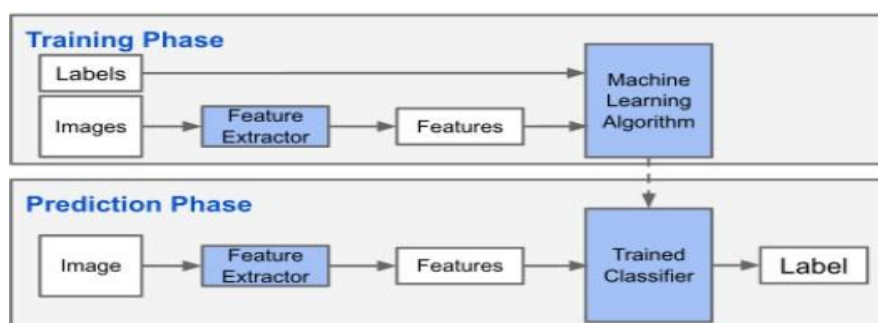 Training Phase
Labels
Images
Feature
Extractor
Features
Machine
Learning
Algorithm
Prediction Phase
Image
Feature
Extractor
Features
Trained
Classifier
Label